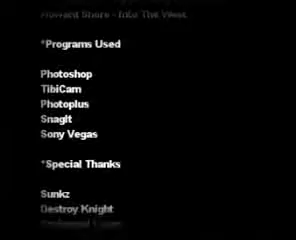 Howard Shore - Into The West
*Programs Used
Photoshop
TibiCam
Photoplus
SnagIt
Sony Vegas
*Special Thanks
Sunkz
Destroy Knight